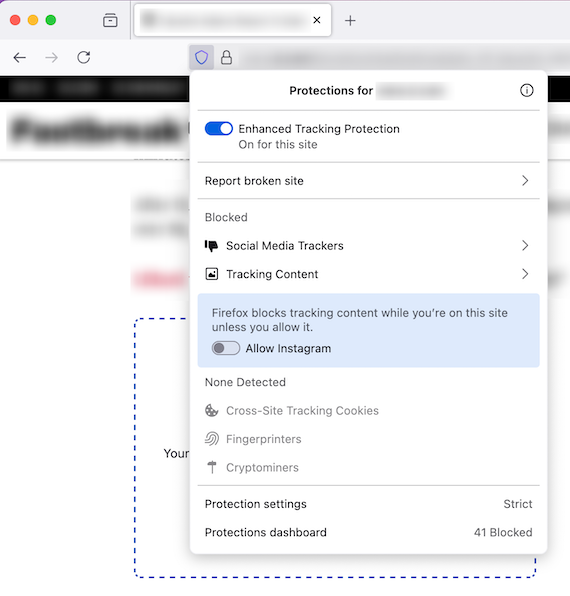 Protections for
Enhanced Tracking Protection
On for this site
Report broken site
Blocked
Social Media Trackers
Tracking Content
Firefox blocks tracking content while you’re on this site
unless you allow it.
Allow Instagram
None Detected
Cross-Site Tracking Cookies
Fingerprinters
Your
Cryptominers
Protection settings Strict
Protections dashboard 41 Blocked